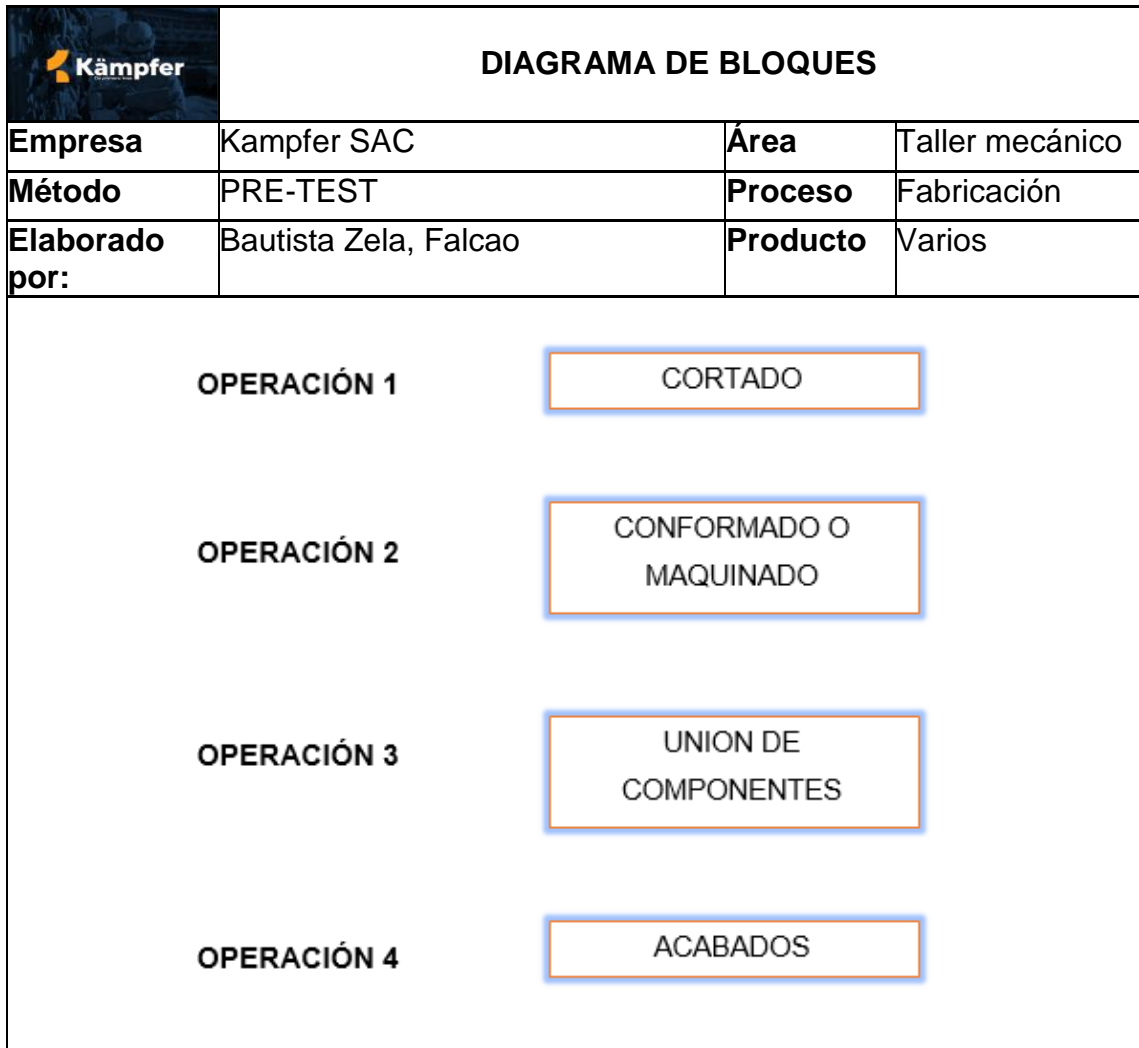 Kämpfer
DIAGRAMA DE BLOQUES
Empresa Kampfer SAC Área Taller mecánico
Método PRE-TEST Proceso Fabricación
Elaborado por: Bautista Zela, Falcao Producto Varios
OPERACIÓN 1 CORTADO
OPERACIÓN 2 CONFORMADO O
MAQUINADO
OPERACIÓN 3 UNION DE
COMPONENTES
OPERACIÓN 4 ACABADOS